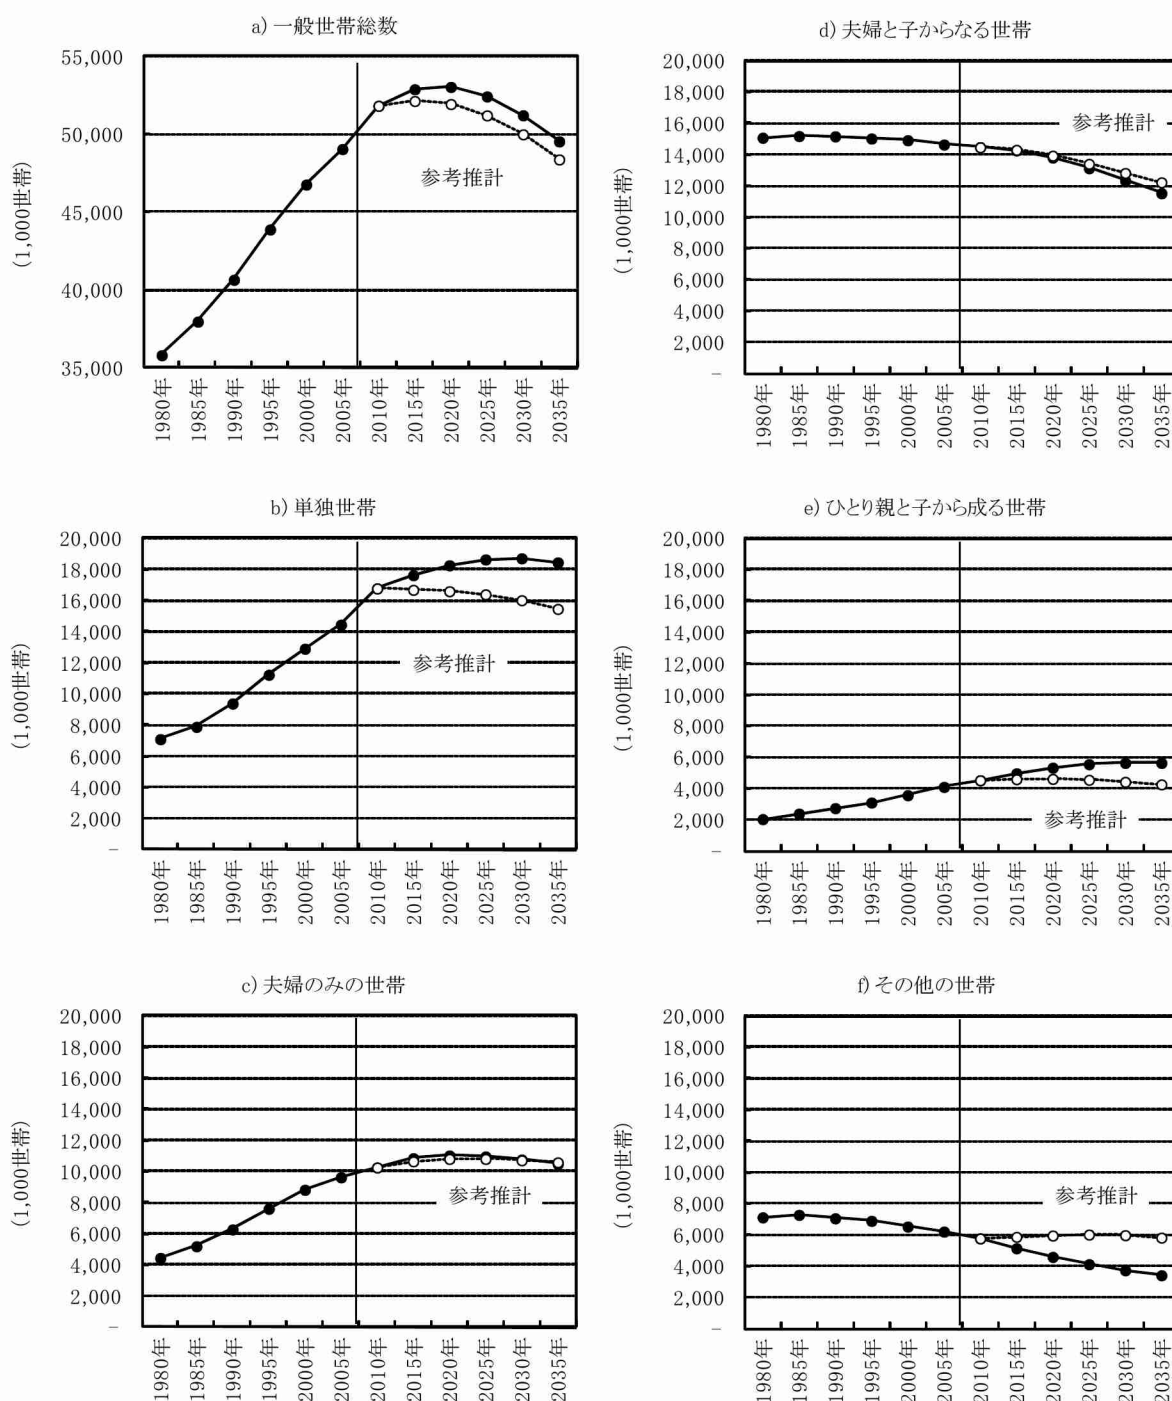 a) 一般世帯総数
(1,000世帯)
55,000
50,000
45,000
40,000
35,000
参考推計
1980年
1985年
1990年
1995年
2000年
2005年
2010年
2015年
2020年
2025年
2030年
2035年
b) 単独世帯
(1,000世帯)
20,000
18,000
16,000
14,000
12,000
10,000
8,000
6,000
4,000
2,000
–
参考推計
1980年
1985年
1990年
1995年
2000年
2005年
2010年
2015年
2020年
2025年
2030年
2035年
c) 夫婦のみの世帯
(1,000世帯)
20,000
18,000
16,000
14,000
12,000
10,000
8,000
6,000
4,000
2,000
–
参考推計
1980年
1985年
1990年
1995年
2000年
2005年
2010年
2015年
2020年
2025年
2030年
2035年
d) 夫婦と子からなる世帯
(1,000世帯)
20,000
18,000
16,000
14,000
12,000
10,000
8,000
6,000
4,000
2,000
–
参考推計
1980年
1985年
1990年
1995年
2000年
2005年
2010年
2015年
2020年
2025年
2030年
2035年
e) ひとり親と子から成る世帯
(1,000世帯)
20,000
18,000
16,000
14,000
12,000
10,000
8,000
6,000
4,000
2,000
–
参考推計
1980年
1985年
1990年
1995年
2000年
2005年
2010年
2015年
2020年
2025年
2030年
2035年
f) その他の世帯
(1,000世帯)
20,000
18,000
16,000
14,000
12,000
10,000
8,000
6,000
4,000
2,000
–
参考推計
1980年
1985年
1990年
1995年
2000年
2005年
2010年
2015年
2020年
2025年
2030年
2035年